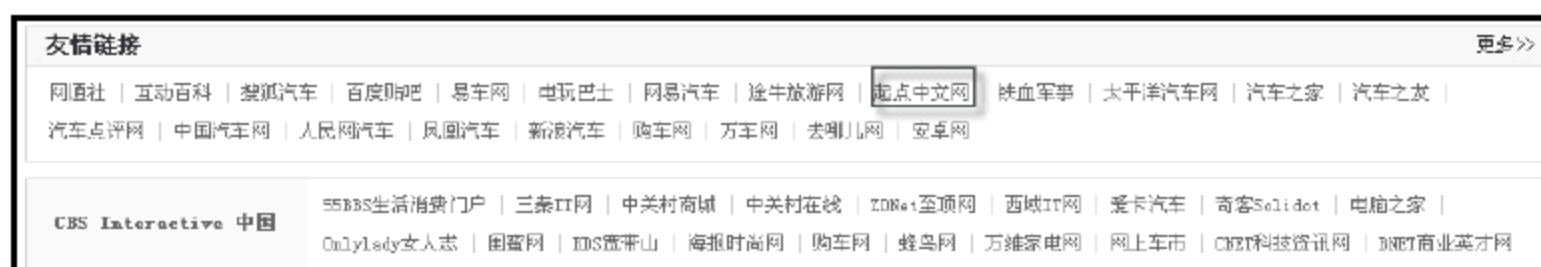 友情链接 更多>>
网通社 | 互动百科 | 搜狐汽车 | 百度贴吧 | 易车网 | 电玩巴士 | 网易汽车 | 途牛旅游网 | 起点中文网 | 铁血军事 | 太平洋汽车网 | 汽车之家 | 汽车之友 |
汽车点评网 | 中国汽车网 | 人民网汽车 | 凤凰汽车 | 新浪汽车 | 购车网 | 万车网 | 去哪儿网 | 安卓网
CBS Interactive 中国
55BBS生活消费门户 | 三秦IT网 | 中关村商城 | 中关村在线 | ZDNet至顶网 | 西域IT网 | 爱卡汽车 | 奇客Solidot | 电脑之家 |
Onlylady女人志 | 闺蜜网 | KDS宽带山 | 海报时尚网 | 购车网 | 蜂鸟网 | 万维家电网 | 网上车市 | CNET科技资讯网 | BNET商业英才网